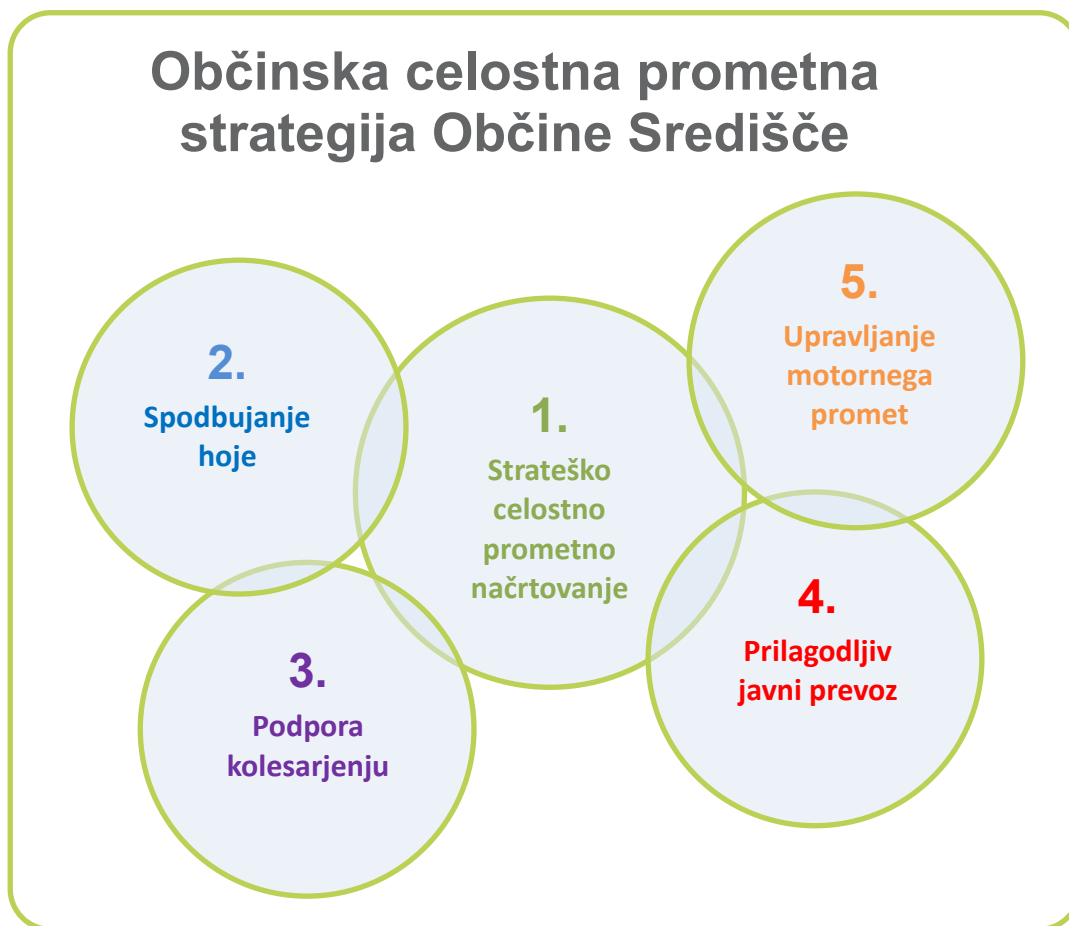 Občinska celostna prometna
strategija Občine Središče
1.
Strateško
celostno
prometno
načrtovanje
2.
Spodbujanje
hoje
3.
Podpora
kolesarjenju
4.
Prilagodljiv
javni prevoz
5.
Upravljanje
motornega
promet